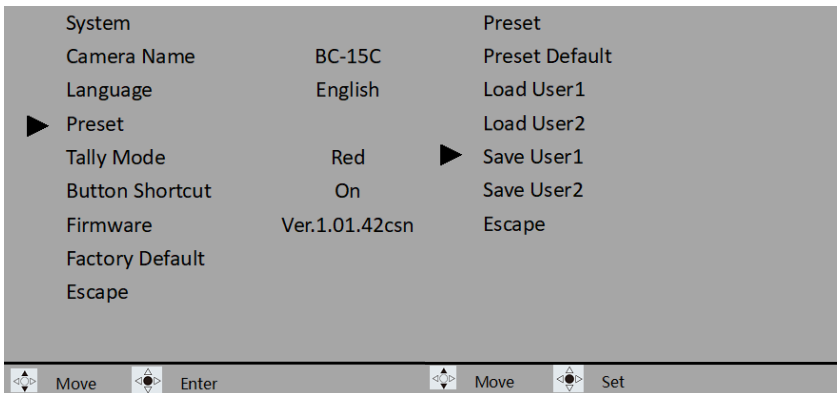 System
Camera Name BC-15C
Language English
Preset
Tally Mode Red
Button Shortcut On
Firmware Ver.1.01.42csn
Factory Default
Escape
Move Enter
Preset
Preset Default
Load User1
Load User2
Save User1
Save User2
Escape
Move Set